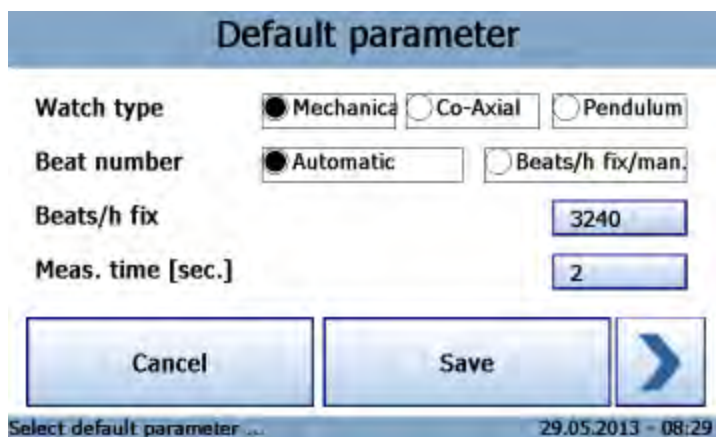 Default parameter
Watch type Mechanica Co-Axial Pendulum
Beat number Automatic Beats/h fix/man.
Beats/h fix 3240
Meas. time [sec.] 2
Cancel Save
Select default parameter ... 29.05.2013 - 08:29